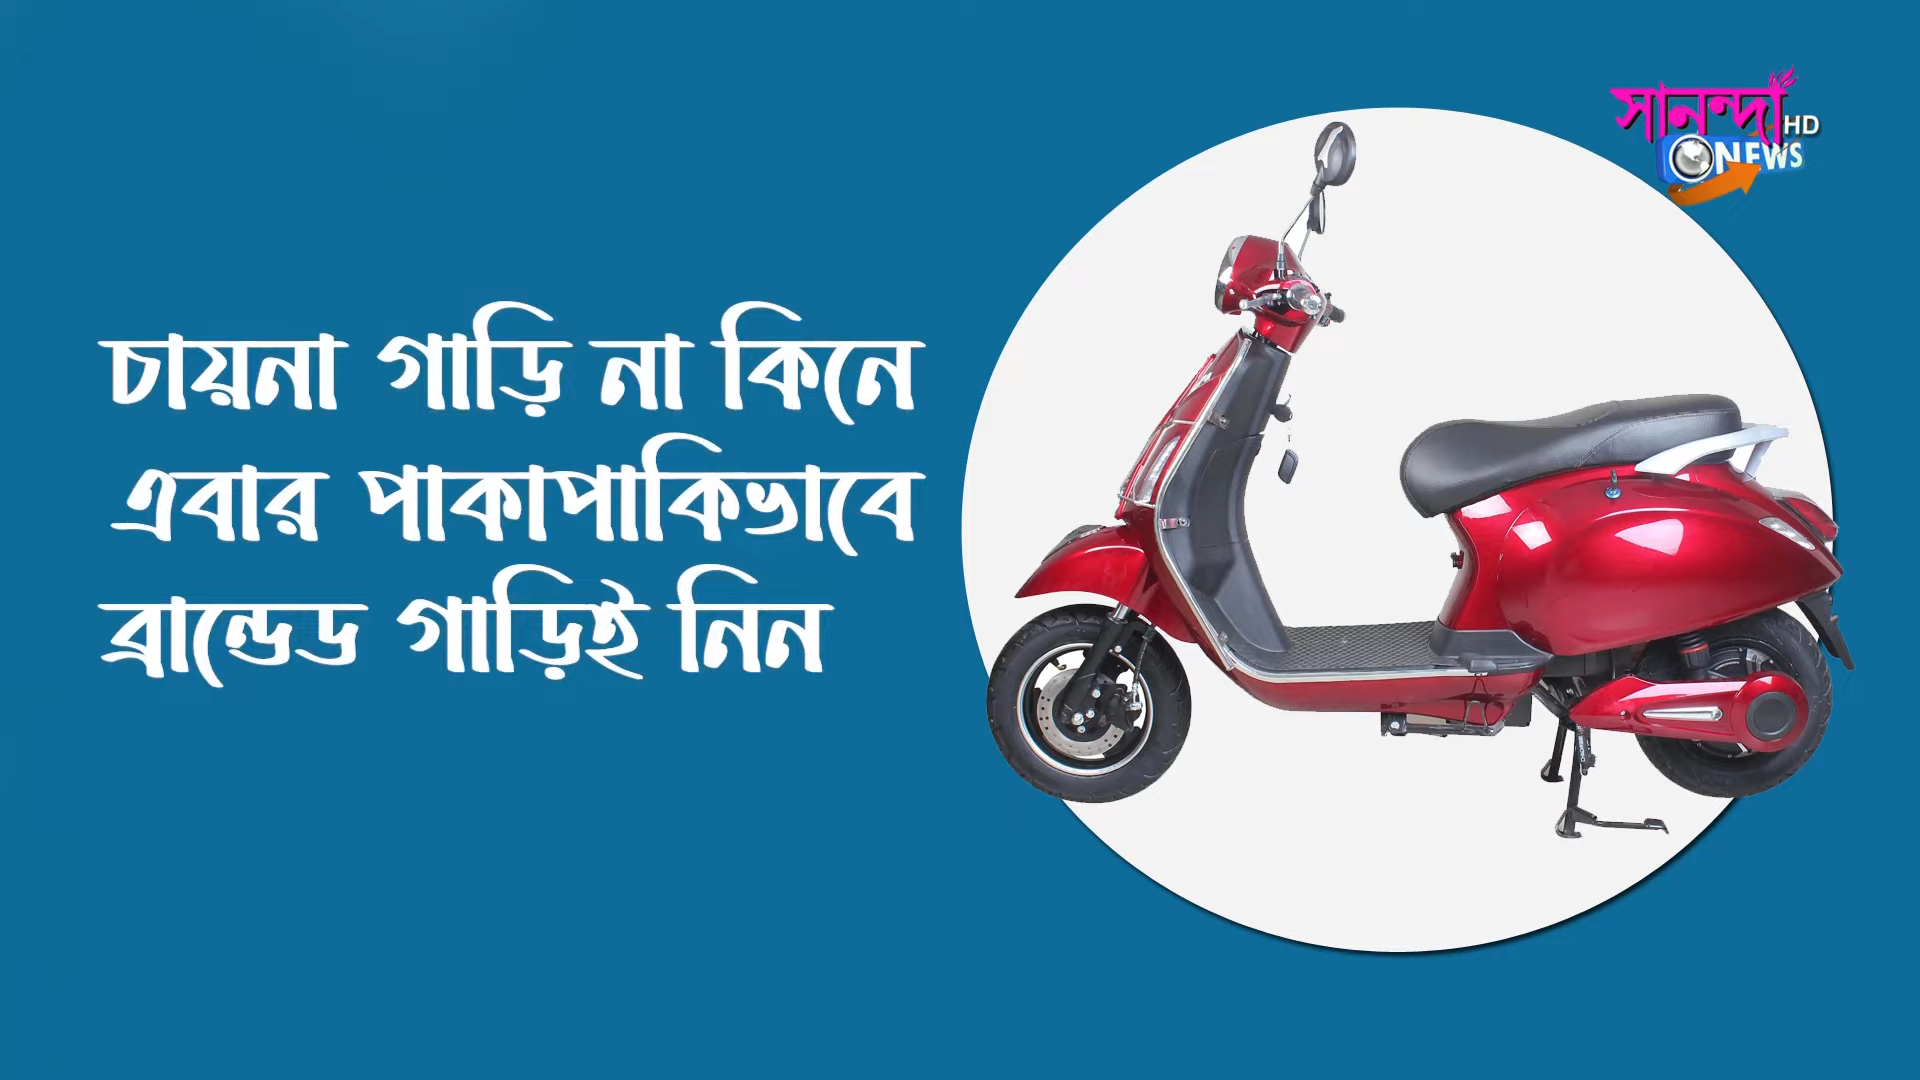 সানন্দা HD
NEWS
চায়না গাড়ি না কিনে
এবার পাকাপাকিভাবে
ব্রান্ডেড গাড়িই নিন